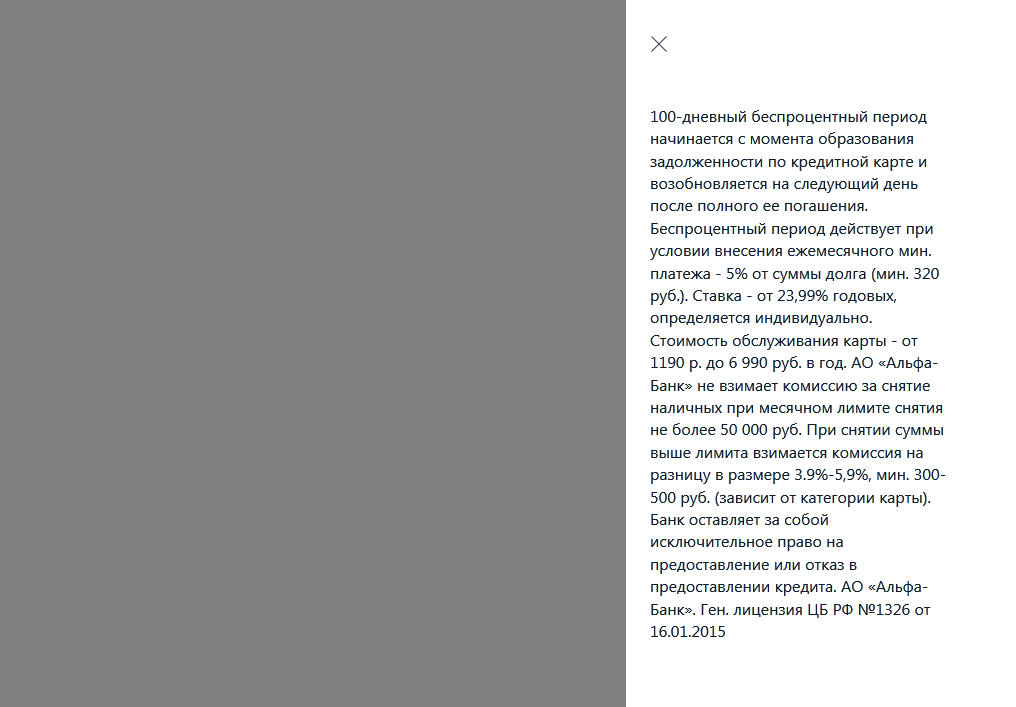 100-дневный беспроцентный период
начинается с момента образования
задолженности по кредитной карте и
возобновляется на следующий день
после полного ее погашения.
Беспроцентный период действует при
условии внесения ежемесячного мин.
платежа - 5% от суммы долга (мин. 320
руб.). Ставка - от 23,99% годовых,
определяется индивидуально.
Стоимость обслуживания карты - от
1190 р. до 6 990 руб. в год. АО «Альфа-
Банк» не взимает комиссию за снятие
наличных при месячном лимите снятия
не более 50 000 руб. При снятии суммы
выше лимита взимается комиссия на
разницу в размере 3.9%-5,9%, мин. 300-
500 руб. (зависит от категории карты).
Банк оставляет за собой
исключительное право на
предоставление или отказ в
предоставлении кредита. АО «Альфа-
Банк». Ген. лицензия ЦБ РФ №1326 от
16.01.2015